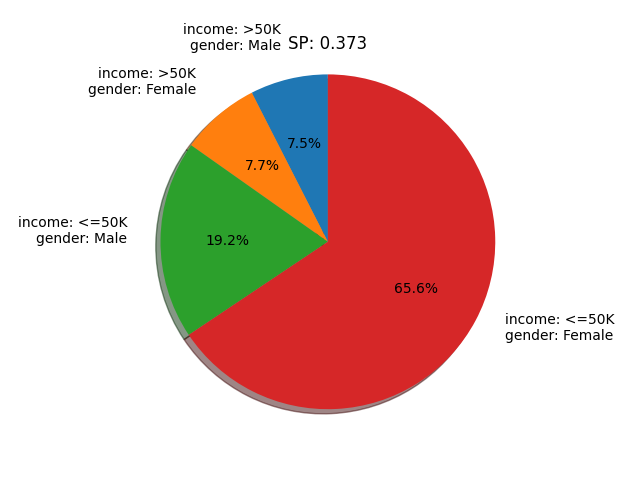 income: >50K
gender: Male
SP: 0.373
income: >50K
gender: Female
7.5%
7.7%
income: <=50K
gender: Male
19.2%
65.6%
income: <=50K
gender: Female